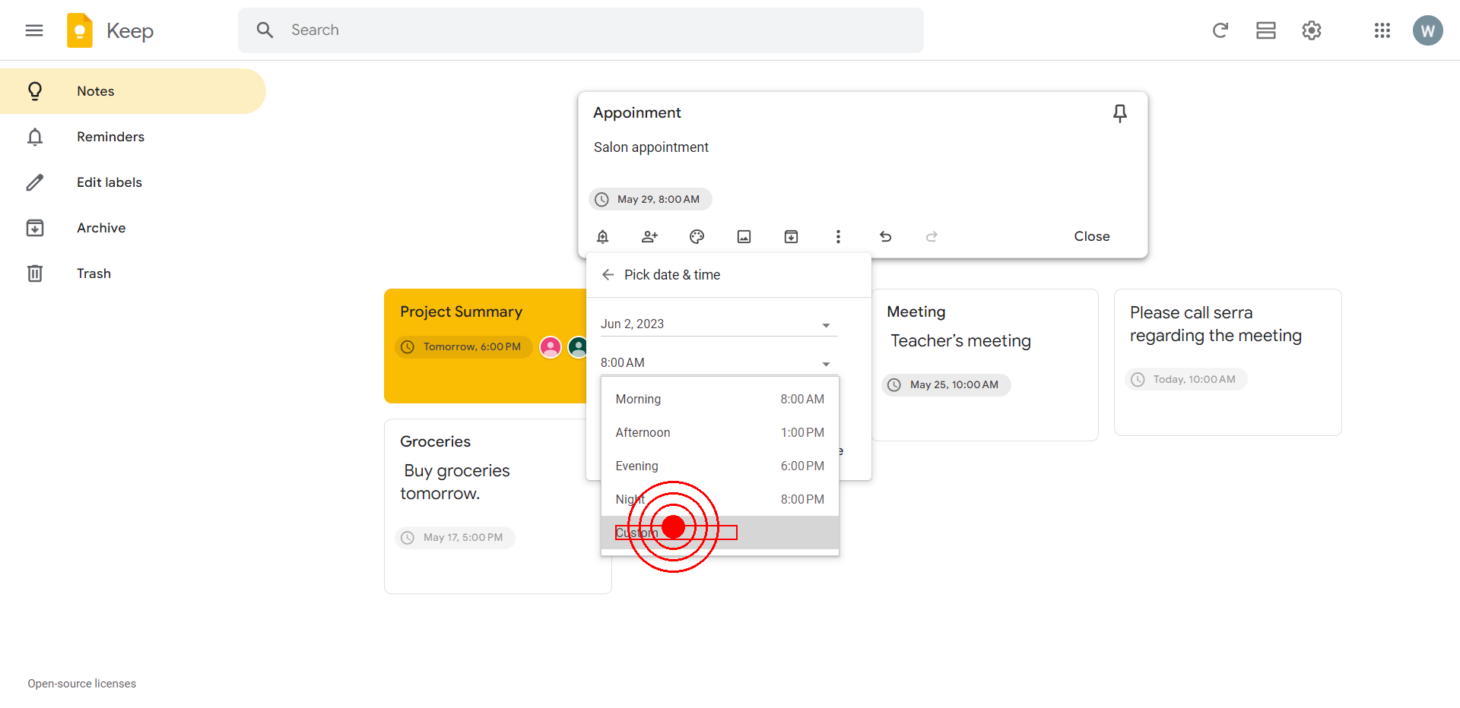 Keep
Search
W
Notes
Reminders
Edit labels
Archive
Trash
Appoinment
Salon appointment
May 29, 8:00 AM
Close
Pick date & time
Jun 2, 2023
8:00 AM
Morning 8:00 AM
Afternoon 1:00 PM
Evening 6:00 PM
Night 8:00 PM
Custom
Project Summary
Tomorrow, 6:00 PM
Meeting
Teacher's meeting
May 25, 10:00 AM
Please call serra
regarding the meeting
Today, 10:00 AM
Groceries
Buy groceries
tomorrow.
May 17, 5:00 PM
Open-source licenses